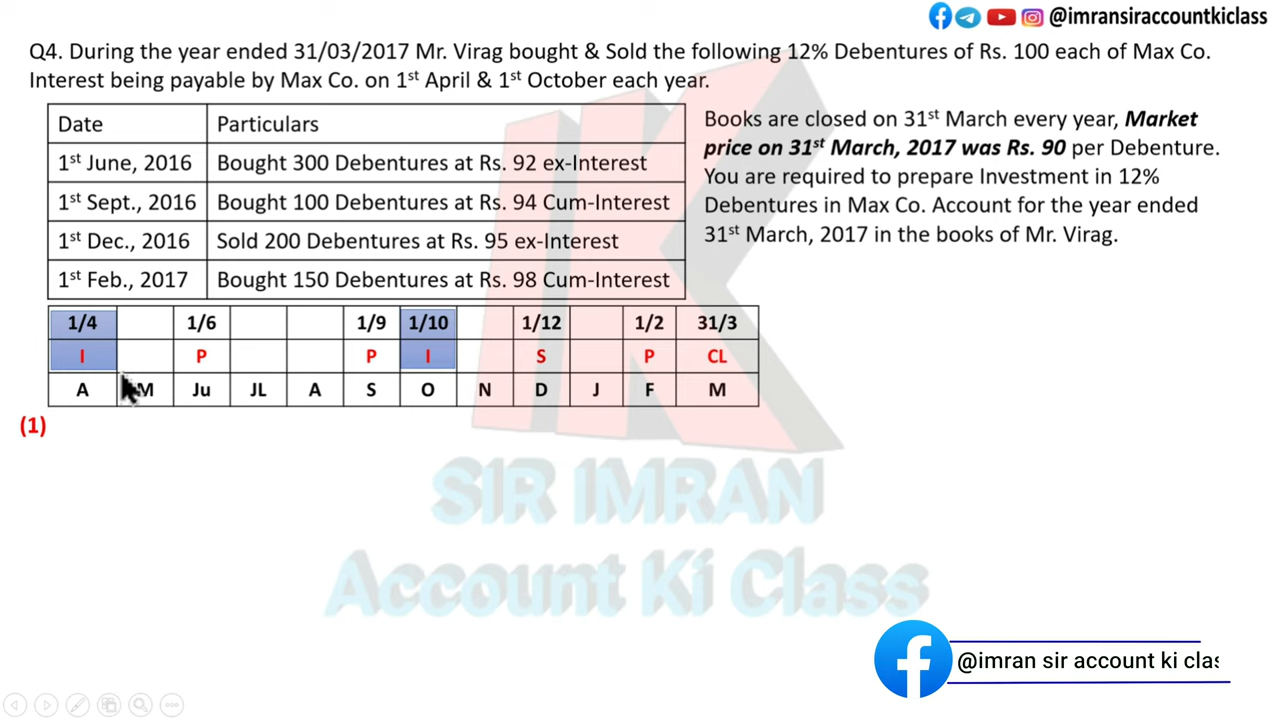 @imransiraccountkiclass
Q4. During the year ended 31/03/2017 Mr. Virag bought & Sold the following 12% Debentures of Rs. 100 each of Max Co.
Interest being payable by Max Co. on 1st April & 1st October each year.
Date Particulars
1st June, 2016 Bought 300 Debentures at Rs. 92 ex-Interest
1st Sept., 2016 Bought 100 Debentures at Rs. 94 Cum-Interest
1st Dec., 2016 Sold 200 Debentures at Rs. 95 ex-Interest
1st Feb., 2017 Bought 150 Debentures at Rs. 98 Cum-Interest
Books are closed on 31st March every year, Market
price on 31st March, 2017 was Rs. 90 per Debenture.
You are required to prepare Investment in 12%
Debentures in Max Co. Account for the year ended
31st March, 2017 in the books of Mr. Virag.
1/4 1/6 1/9 1/10 1/12 1/2 31/3
I P P I S P CL
A M Ju JL A S O N D J F M
(1)
SIR IMRAN
Account Ki Class
@imran sir account ki clas